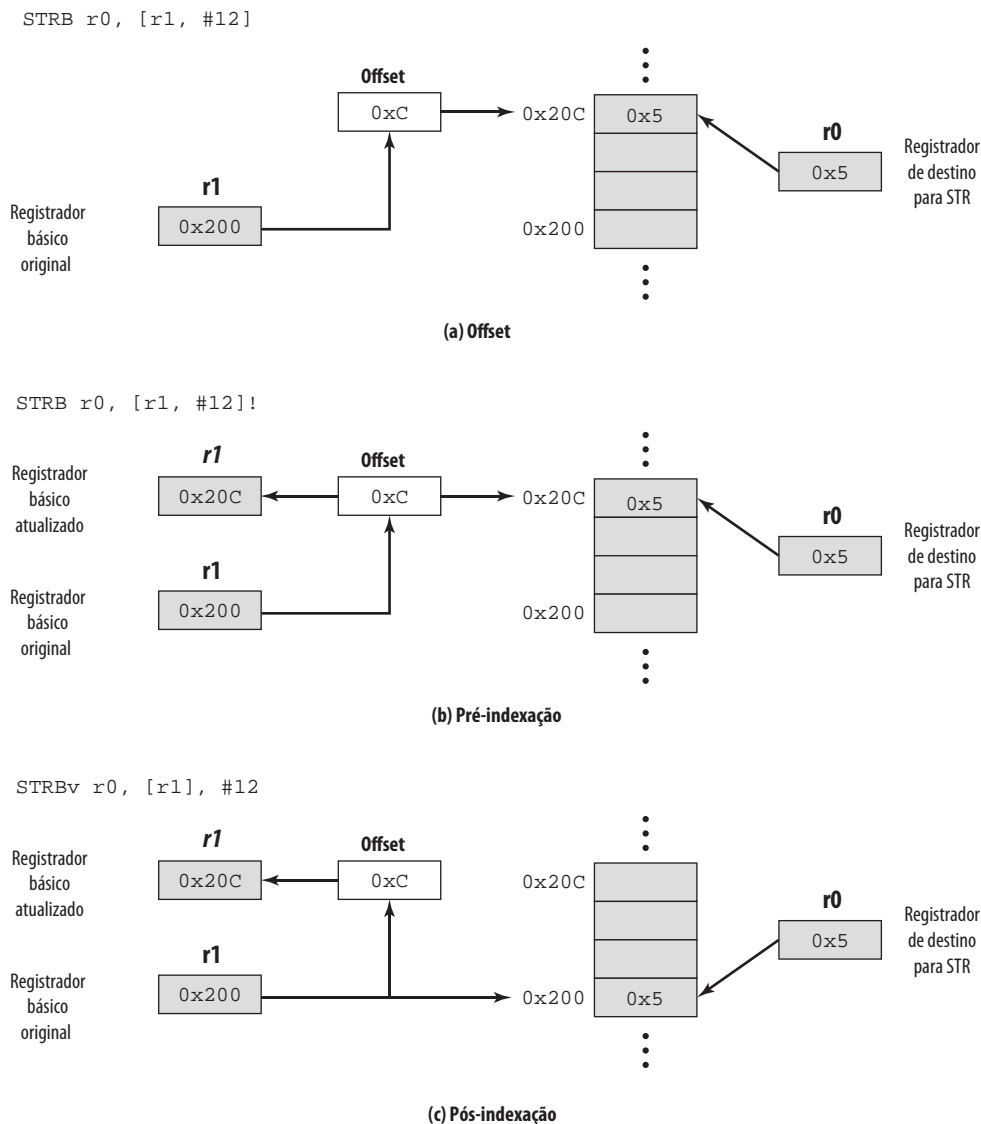 STRB r0, [r1, #12]
Offset
0xC
0x20C
0x5
r0
0x5
Registrador
de destino
para STR
r1
0x200
Registrador
básico
original
0x200
(a) Offset
STRB r0, [r1, #12]!
r1
0x20C
Registrador
básico
atualizado
Offset
0xC
0x20C
0x5
r0
0x5
Registrador
de destino
para STR
r1
0x200
Registrador
básico
original
0x200
(b) Pré-indexação
STRBv r0, [r1], #12
r1
0x20C
Registrador
básico
atualizado
Offset
0xC
0x20C
r0
0x5
Registrador
de destino
para STR
r1
0x200
Registrador
básico
original
0x200
0x5
(c) Pós-indexação